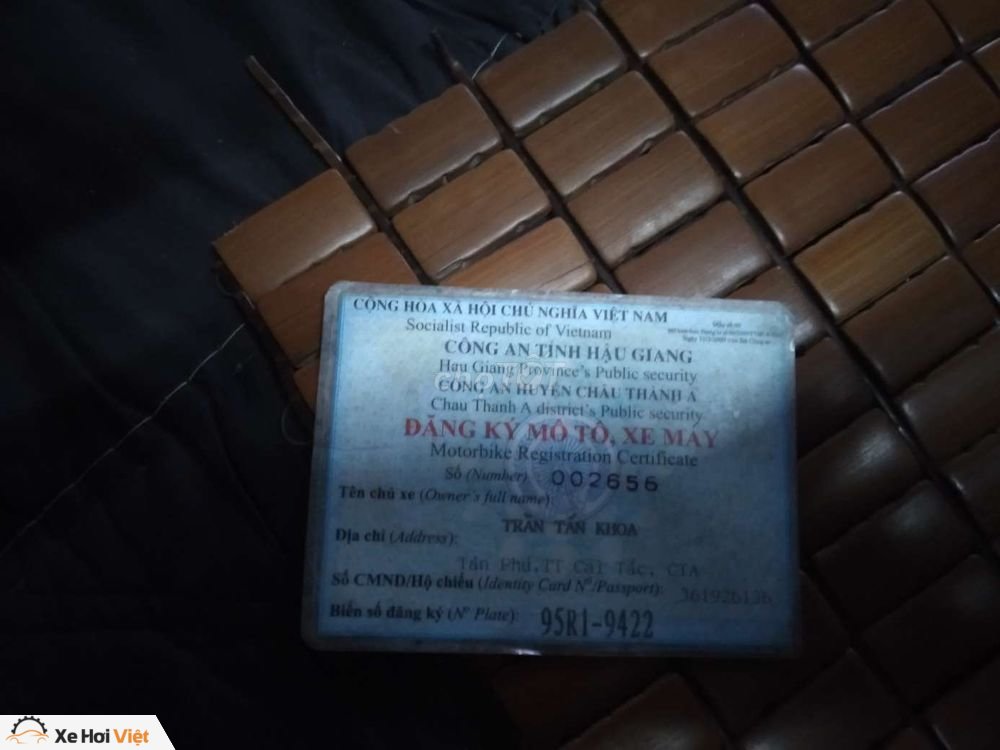 CỘNG HÒA XÃ HỘI CHỦ NGHĨA VIỆT NAM
Socialist Republic of Vietnam
CÔNG AN TỈNH HẬU GIANG
Hau Giang Province's Public security
CÔNG AN HUYỆN CHÂU THÀNH A
Chau Thanh A district's Public security
ĐĂNG KÝ MÔ TÔ, XE MÁY
Motorbike Registration Certificate
Số (Number) 002656
Tên chủ xe (Owner's full name):
TRẦN TẤN KHOA
Địa chỉ (Address):
Tân Phú,TT Cái Tắc, CTA
Số CMND/Hộ chiếu (Identity Card Nº/Passport): 361926136
Biển số đăng ký (Nº Plate): 95R1-9422
Xe Hơi Việt